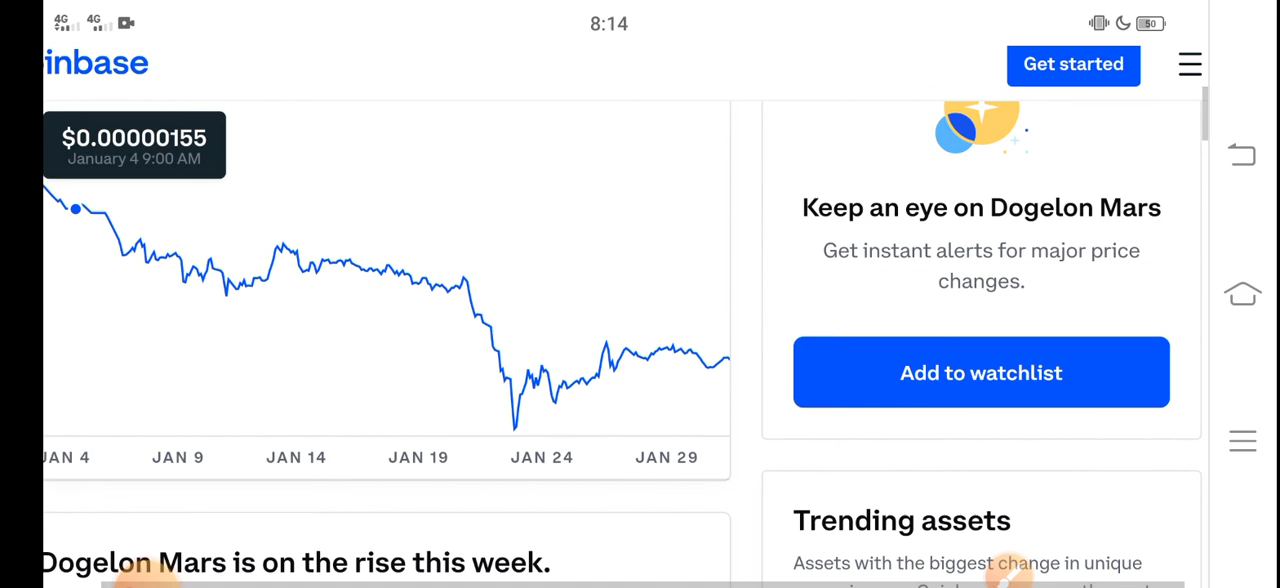 4G 4G 8:14 50
inbase
Get started
$0.00000155
January 4 9:00 AM
JAN 4 JAN 9 JAN 14 JAN 19 JAN 24 JAN 29
Dogelon Mars is on the rise this week.
Keep an eye on Dogelon Mars
Get instant alerts for major price
changes.
Add to watchlist
Trending assets
Assets with the biggest change in unique